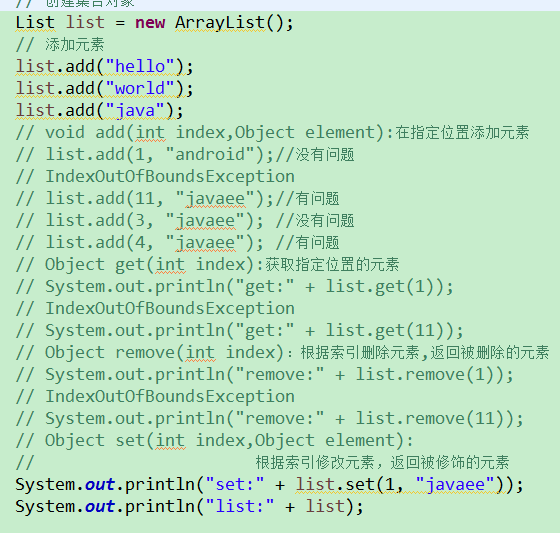 // 创建集合对象
List list = new ArrayList();
// 添加元素
list.add("hello");
list.add("world");
list.add("java");
// void add(int index,Object element):在指定位置添加元素
// list.add(1, "android");//没有问题
// IndexOutOfBoundsException
// list.add(11, "javaee");//有问题
// list.add(3, "javaee"); //没有问题
// list.add(4, "javaee"); //有问题
// Object get(int index):获取指定位置的元素
// System.out.println("get:" + list.get(1));
// IndexOutOfBoundsException
// System.out.println("get:" + list.get(11));
// Object remove(int index)：根据索引删除元素,返回被删除的元素
// System.out.println("remove:" + list.remove(1));
// IndexOutOfBoundsException
// System.out.println("remove:" + list.remove(11));
// Object set(int index,Object element):
// 根据索引修改元素，返回被修饰的元素
System.out.println("set:" + list.set(1, "javaee"));
System.out.println("list:" + list);